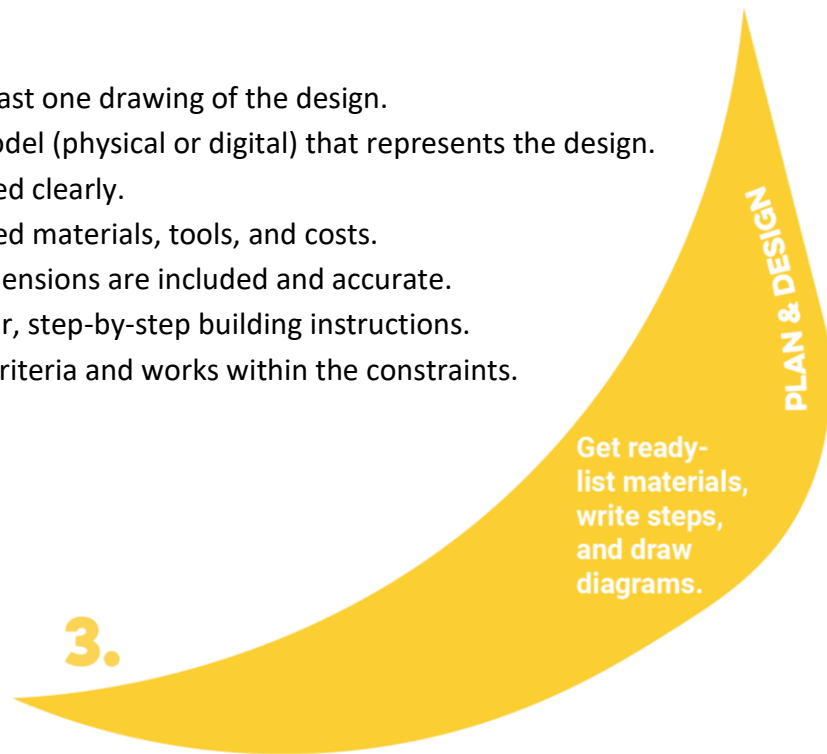 ast one drawing of the design.
odel (physical or digital) that represents the design.
ed clearly.
ed materials, tools, and costs.
ensions are included and accurate.
r, step-by-step building instructions.
riteria and works within the constraints.
PLAN & DESIGN
Get ready-
list materials,
write steps,
and draw
diagrams.
3.